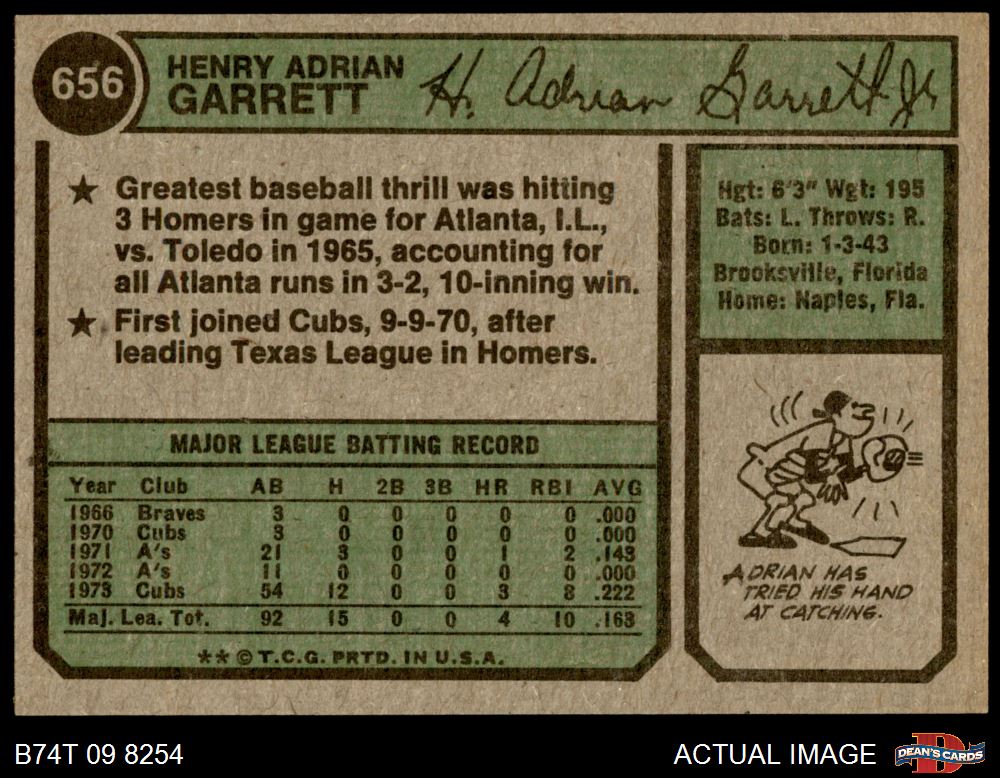 656
HENRY ADRIAN
GARRETT
H. Adrian Garrett Jr
★ Greatest baseball thrill was hitting
3 Homers in game for Atlanta, I.L.,
vs. Toledo in 1965, accounting for
all Atlanta runs in 3-2, 10-inning win.
★ First joined Cubs, 9-9-70, after
leading Texas League in Homers.
Hgt: 6'3" Wgt: 195
Bats: L. Throws: R.
Born: 1-3-43
Brooksville, Florida
Home: Naples, Fla.
MAJOR LEAGUE BATTING RECORD
Year Club AB H 2B 3B HR RBI AVG
1966 Braves 3 0 0 0 0 0 .000
1970 Cubs 3 0 0 0 0 0 .000
1971 A's 21 3 0 0 1 2 .143
1972 A's 11 0 0 0 0 0 .000
1973 Cubs 54 12 0 0 3 8 .222
Maj. Lea. Tot. 92 15 0 0 4 10 .163
**© T.C.G. PRTD. IN U.S.A.
ADRIAN HAS
TRIED HIS HAND
AT CATCHING.
B74T 09 8254
ACTUAL IMAGE
DEAN'S CARDS